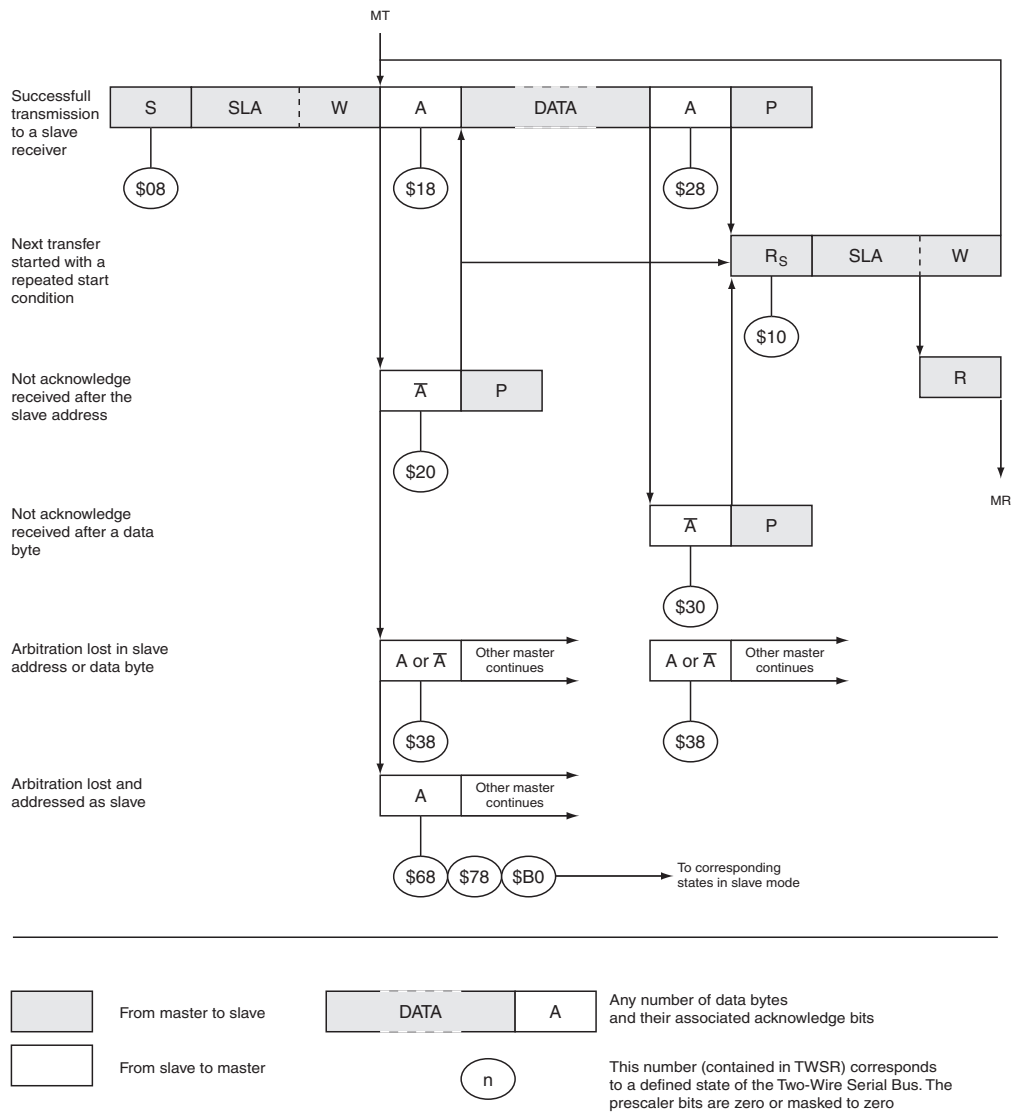 MT
Successfull
transmission
to a slave
receiver
S SLA W A DATA A P
$08 $18 $28
Next transfer
started with a
repeated start
condition
RS SLA W
$10
Not acknowledge
received after the
slave address
A̅ P
R
$20
MR
Not acknowledge
received after a data
byte
A̅ P
$30
Arbitration lost in slave
address or data byte
A or A̅
Other master
continues
A or A̅
Other master
continues
$38 $38
Arbitration lost and
addressed as slave
A
Other master
continues
$68 $78 $B0
To corresponding
states in slave mode
From master to slave
DATA A
Any number of data bytes
and their associated acknowledge bits
From slave to master
n
This number (contained in TWSR) corresponds
to a defined state of the Two-Wire Serial Bus. The
prescaler bits are zero or masked to zero